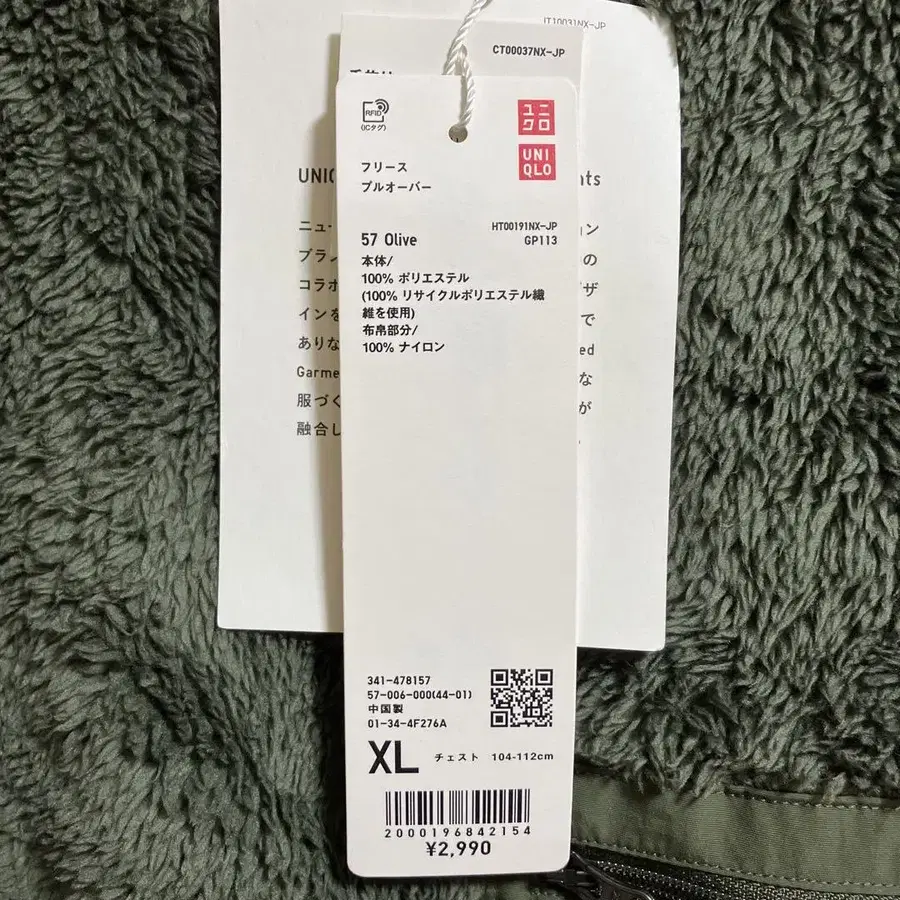 IT10031NX-JP
CT00037NX-JP
RFID
(ICタグ)
ユニ
クロ
UNI
QLO
フリース
プルオーバー
HT00191NX-JP
57 Olive
GP113
本体/
100% ポリエステル
(100% リサイクルポリエステル繊
維を使用)
布帛部分/
100% ナイロン
341-478157
57-006-000(44-01)
中国製
01-34-4F276A
XL チェスト 104-112cm
2000196842154
¥2,990
ニュー
ブラン
コラボ
インを
ありな
Garme
服づく
融合し
ョン
の
デザ
で
ed
な
が